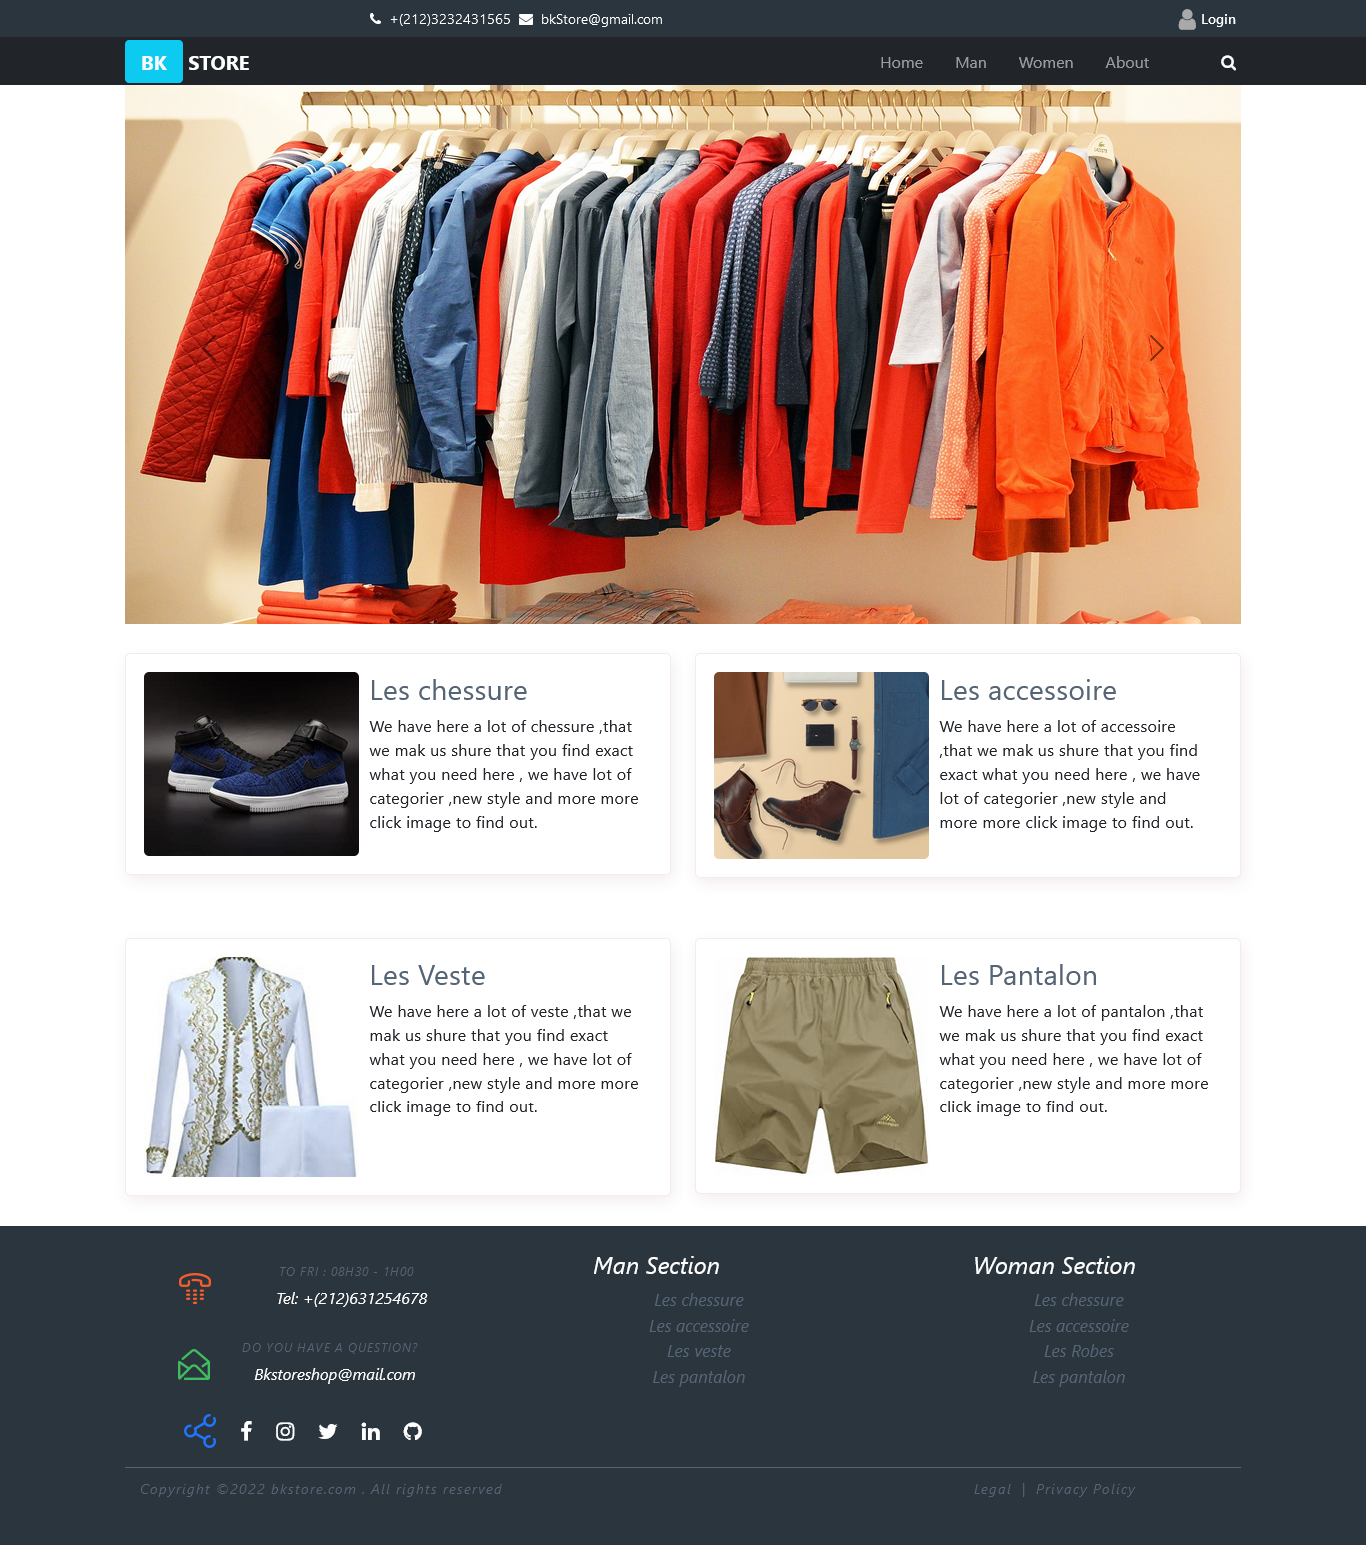 +(212)3232431565 bkStore@gmail.com Login
BK STORE Home Man Women About
Les chessure
We have here a lot of chessure ,that
we mak us shure that you find exact
what you need here , we have lot of
categorier ,new style and more more
click image to find out.
Les accessoire
We have here a lot of accessoire
,that we mak us shure that you find
exact what you need here , we have
lot of categorier ,new style and
more more click image to find out.
Les Veste
We have here a lot of veste ,that we
mak us shure that you find exact
what you need here , we have lot of
categorier ,new style and more more
click image to find out.
Les Pantalon
We have here a lot of pantalon ,that
we mak us shure that you find exact
what you need here , we have lot of
categorier ,new style and more more
click image to find out.
TO FRI : 08H30 - 1H00
Tel: +(212)631254678
DO YOU HAVE A QUESTION?
Bkstoreshop@mail.com
Man Section
Les chessure
Les accessoire
Les veste
Les pantalon
Woman Section
Les chessure
Les accessoire
Les Robes
Les pantalon
Copyright ©2022 bkstore.com . All rights reserved
Legal | Privacy Policy